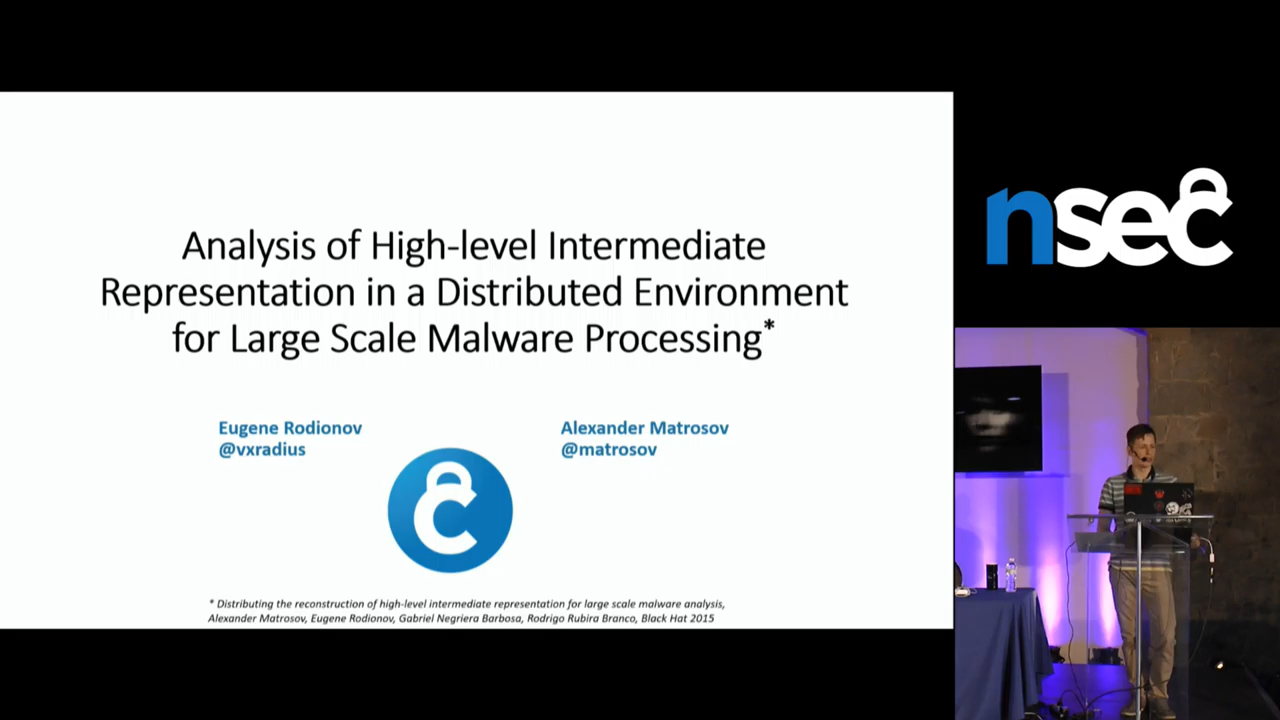 Analysis of High-level Intermediate
Representation in a Distributed Environment
for Large Scale Malware Processing*
Eugene Rodionov
@vxradius
Alexander Matrosov
@matrosov
* Distributing the reconstruction of high-level intermediate representation for large scale malware analysis,
Alexander Matrosov, Eugene Rodionov, Gabriel Negriera Barbosa, Rodrigo Rubira Branco, Black Hat 2015
nsec